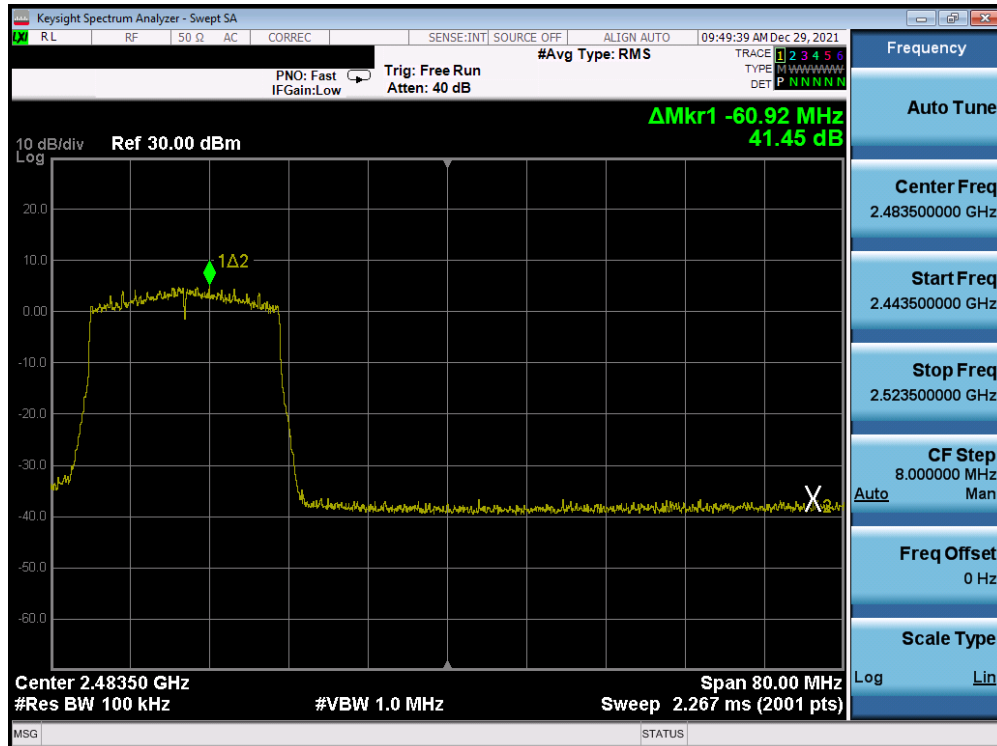 Keysight Spectrum Analyzer - Swept SA
LXI RL RF 50 Ω AC CORREC SENSE:INT SOURCE OFF ALIGN AUTO 09:49:39 AM Dec 29, 2021
#Avg Type: RMS
TRACE 1 2 3 4 5 6
TYPE M WWWWW
DET P N N N N N
PNO: Fast
IFGain:Low
Trig: Free Run
Atten: 40 dB
ΔMkr1 -60.92 MHz
41.45 dB
10 dB/div Ref 30.00 dBm
Log
20.0
10.0
1Δ2
0.00
-10.0
-20.0
-30.0
X2
-40.0
-50.0
-60.0
Center 2.48350 GHz Span 80.00 MHz
#Res BW 100 kHz #VBW 1.0 MHz Sweep 2.267 ms (2001 pts)
MSG STATUS
Frequency
Auto Tune
Center Freq
2.483500000 GHz
Start Freq
2.443500000 GHz
Stop Freq
2.523500000 GHz
CF Step
8.000000 MHz
Auto Man
Freq Offset
0 Hz
Scale Type
Log Lin